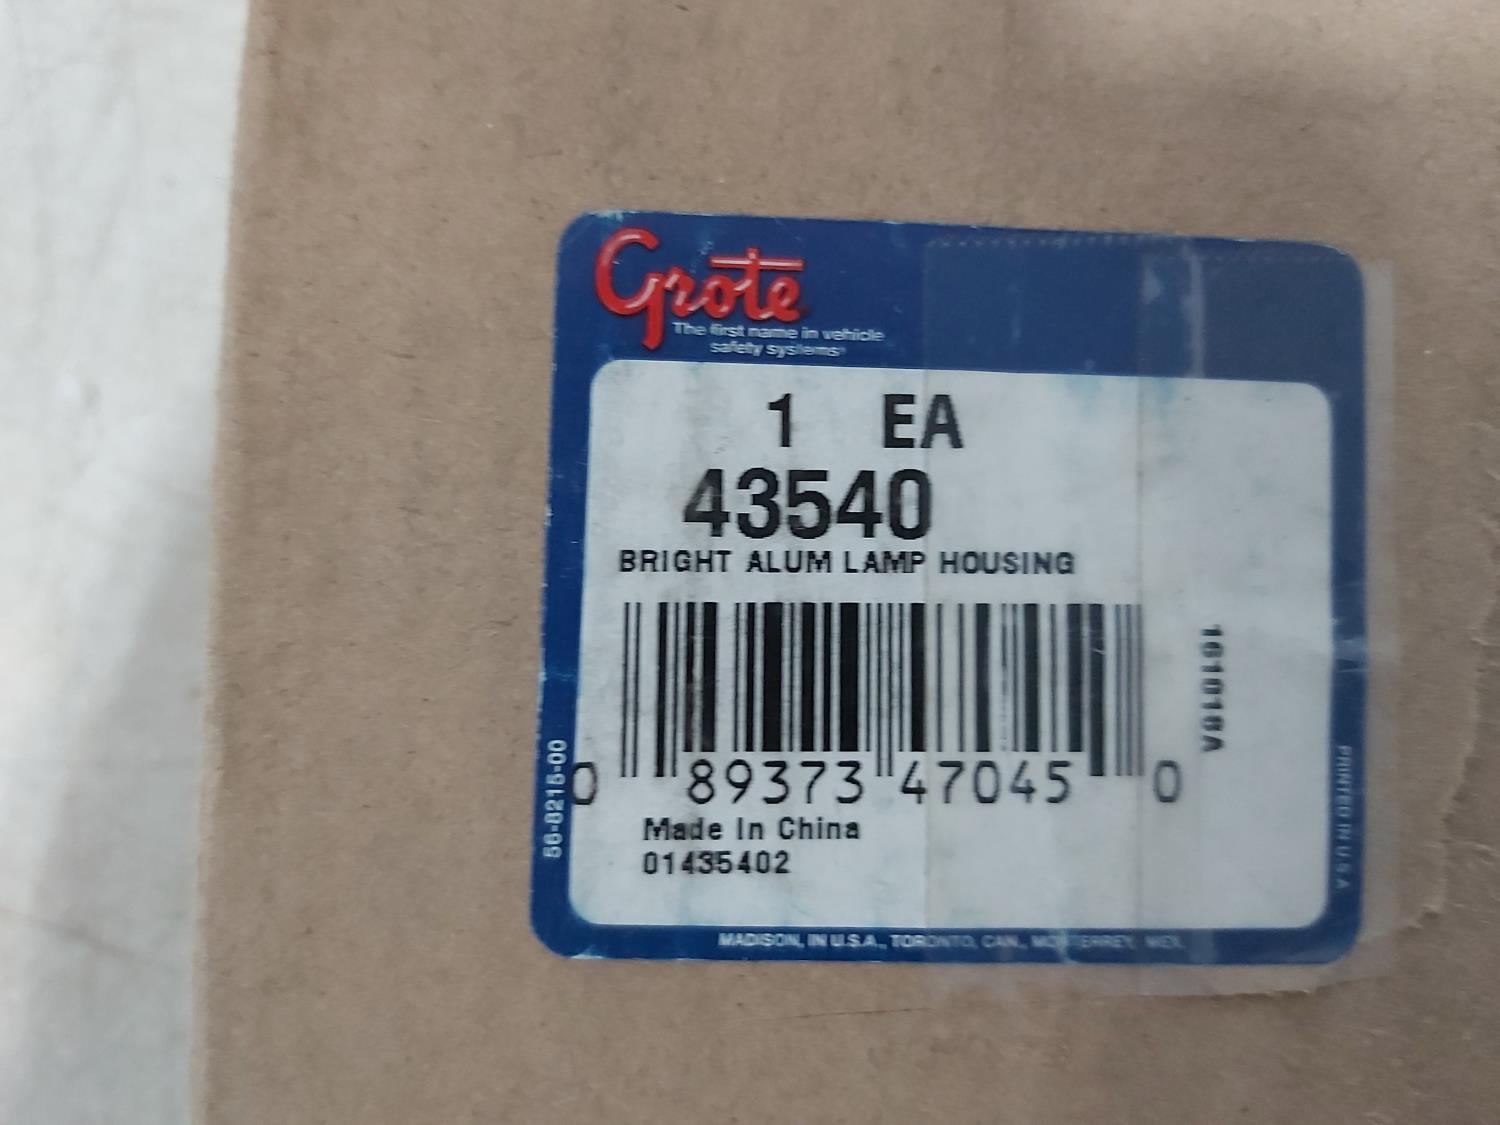 Grote
The first name in vehicle
safety systems
1 EA
43540
BRIGHT ALUM LAMP HOUSING
0 89373 47045 0
161018A
Made In China
01435402
56-8215-00
PRINTED IN U.S.A
MADISON, IN U.S.A., TORONTO, CAN., MONTERREY, MEX.